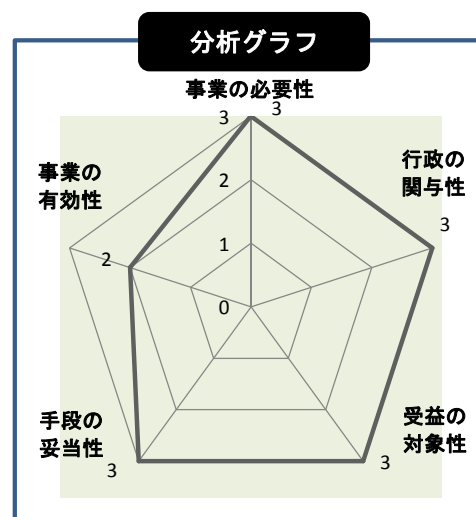 分析グラフ
事業の必要性
3
3
行政の
関与性
3
事業の
有効性
2
2
1
0
手段の
妥当性
3
受益の
対象性
3